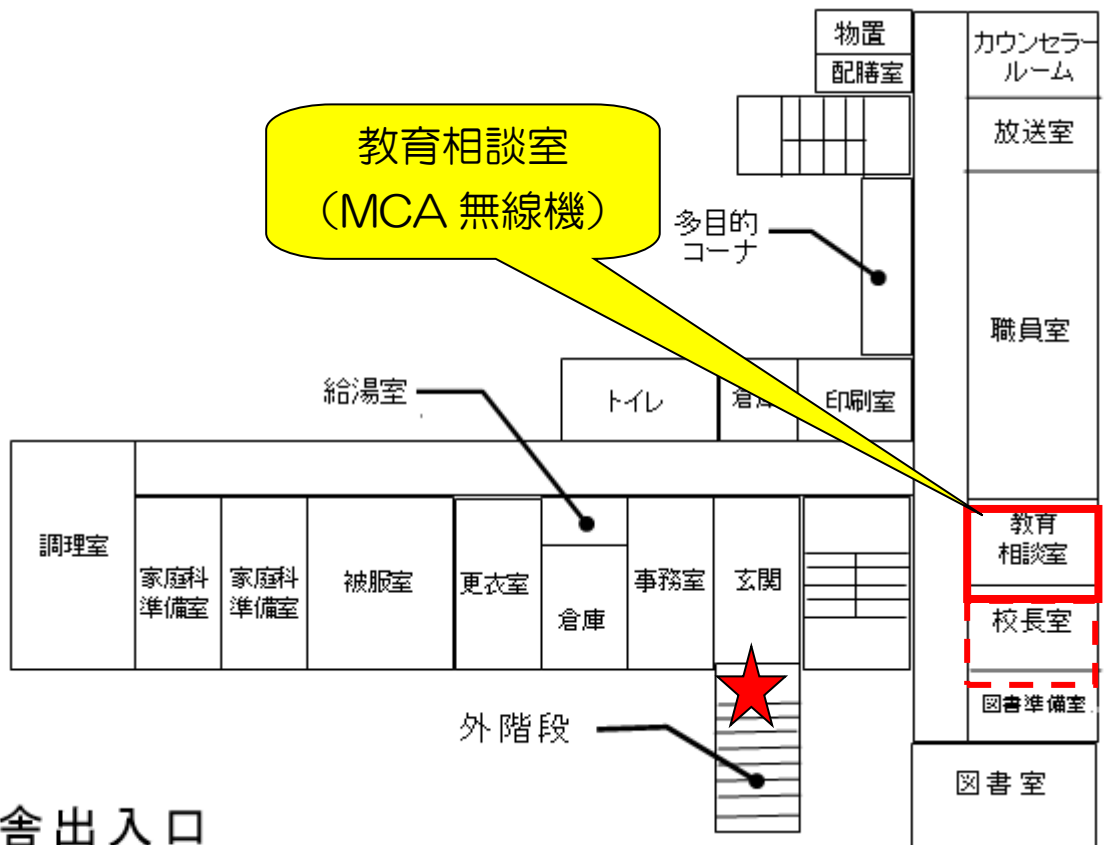 物置
配膳室
カウンセラー
ルーム
放送室
教育相談室
（MCA 無線機）
多目的
コーナ
職員室
給湯室
トイレ
倉庫
印刷室
調理室
家庭科
準備室
家庭科
準備室
被服室
更衣室
倉庫
事務室
玄関
教育
相談室
校長室
図書準備室
外階段
図書室
舎出入口